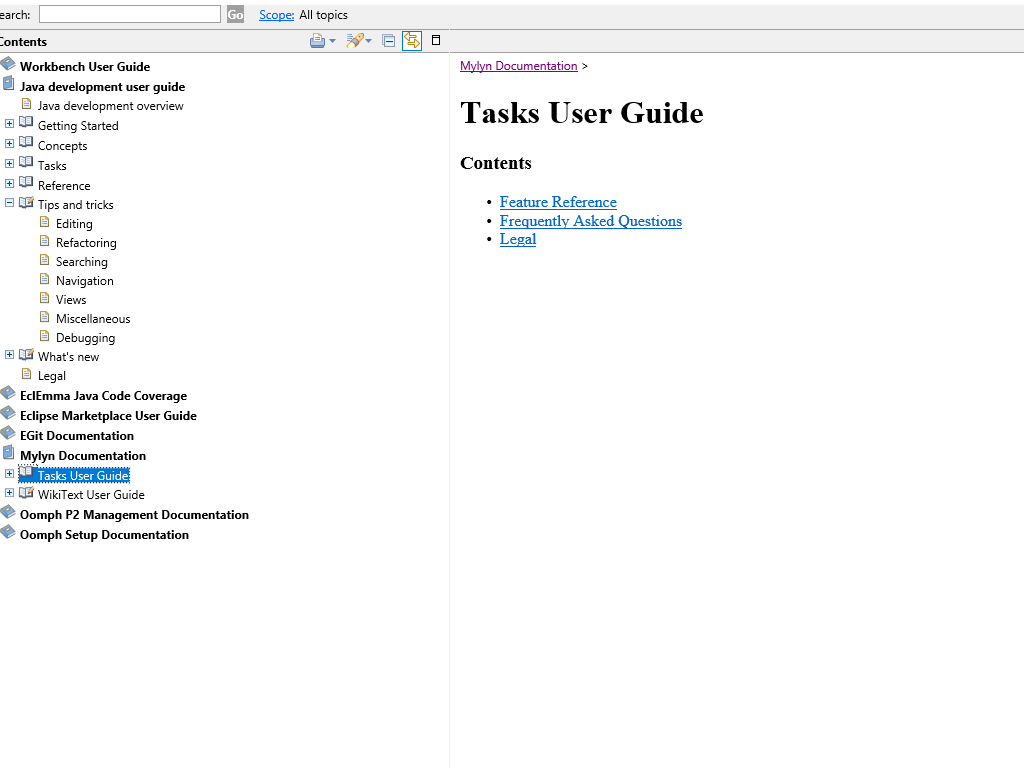 earch:
Go
Scope: All topics
Contents
Workbench User Guide
Java development user guide
Java development overview
Getting Started
Concepts
Tasks
Reference
Tips and tricks
Editing
Refactoring
Searching
Navigation
Views
Miscellaneous
Debugging
What's new
Legal
EclEmma Java Code Coverage
Eclipse Marketplace User Guide
EGit Documentation
Mylyn Documentation
Tasks User Guide
WikiText User Guide
Oomph P2 Management Documentation
Oomph Setup Documentation
Mylyn Documentation >
Tasks User Guide
Contents
• Feature Reference
• Frequently Asked Questions
• Legal